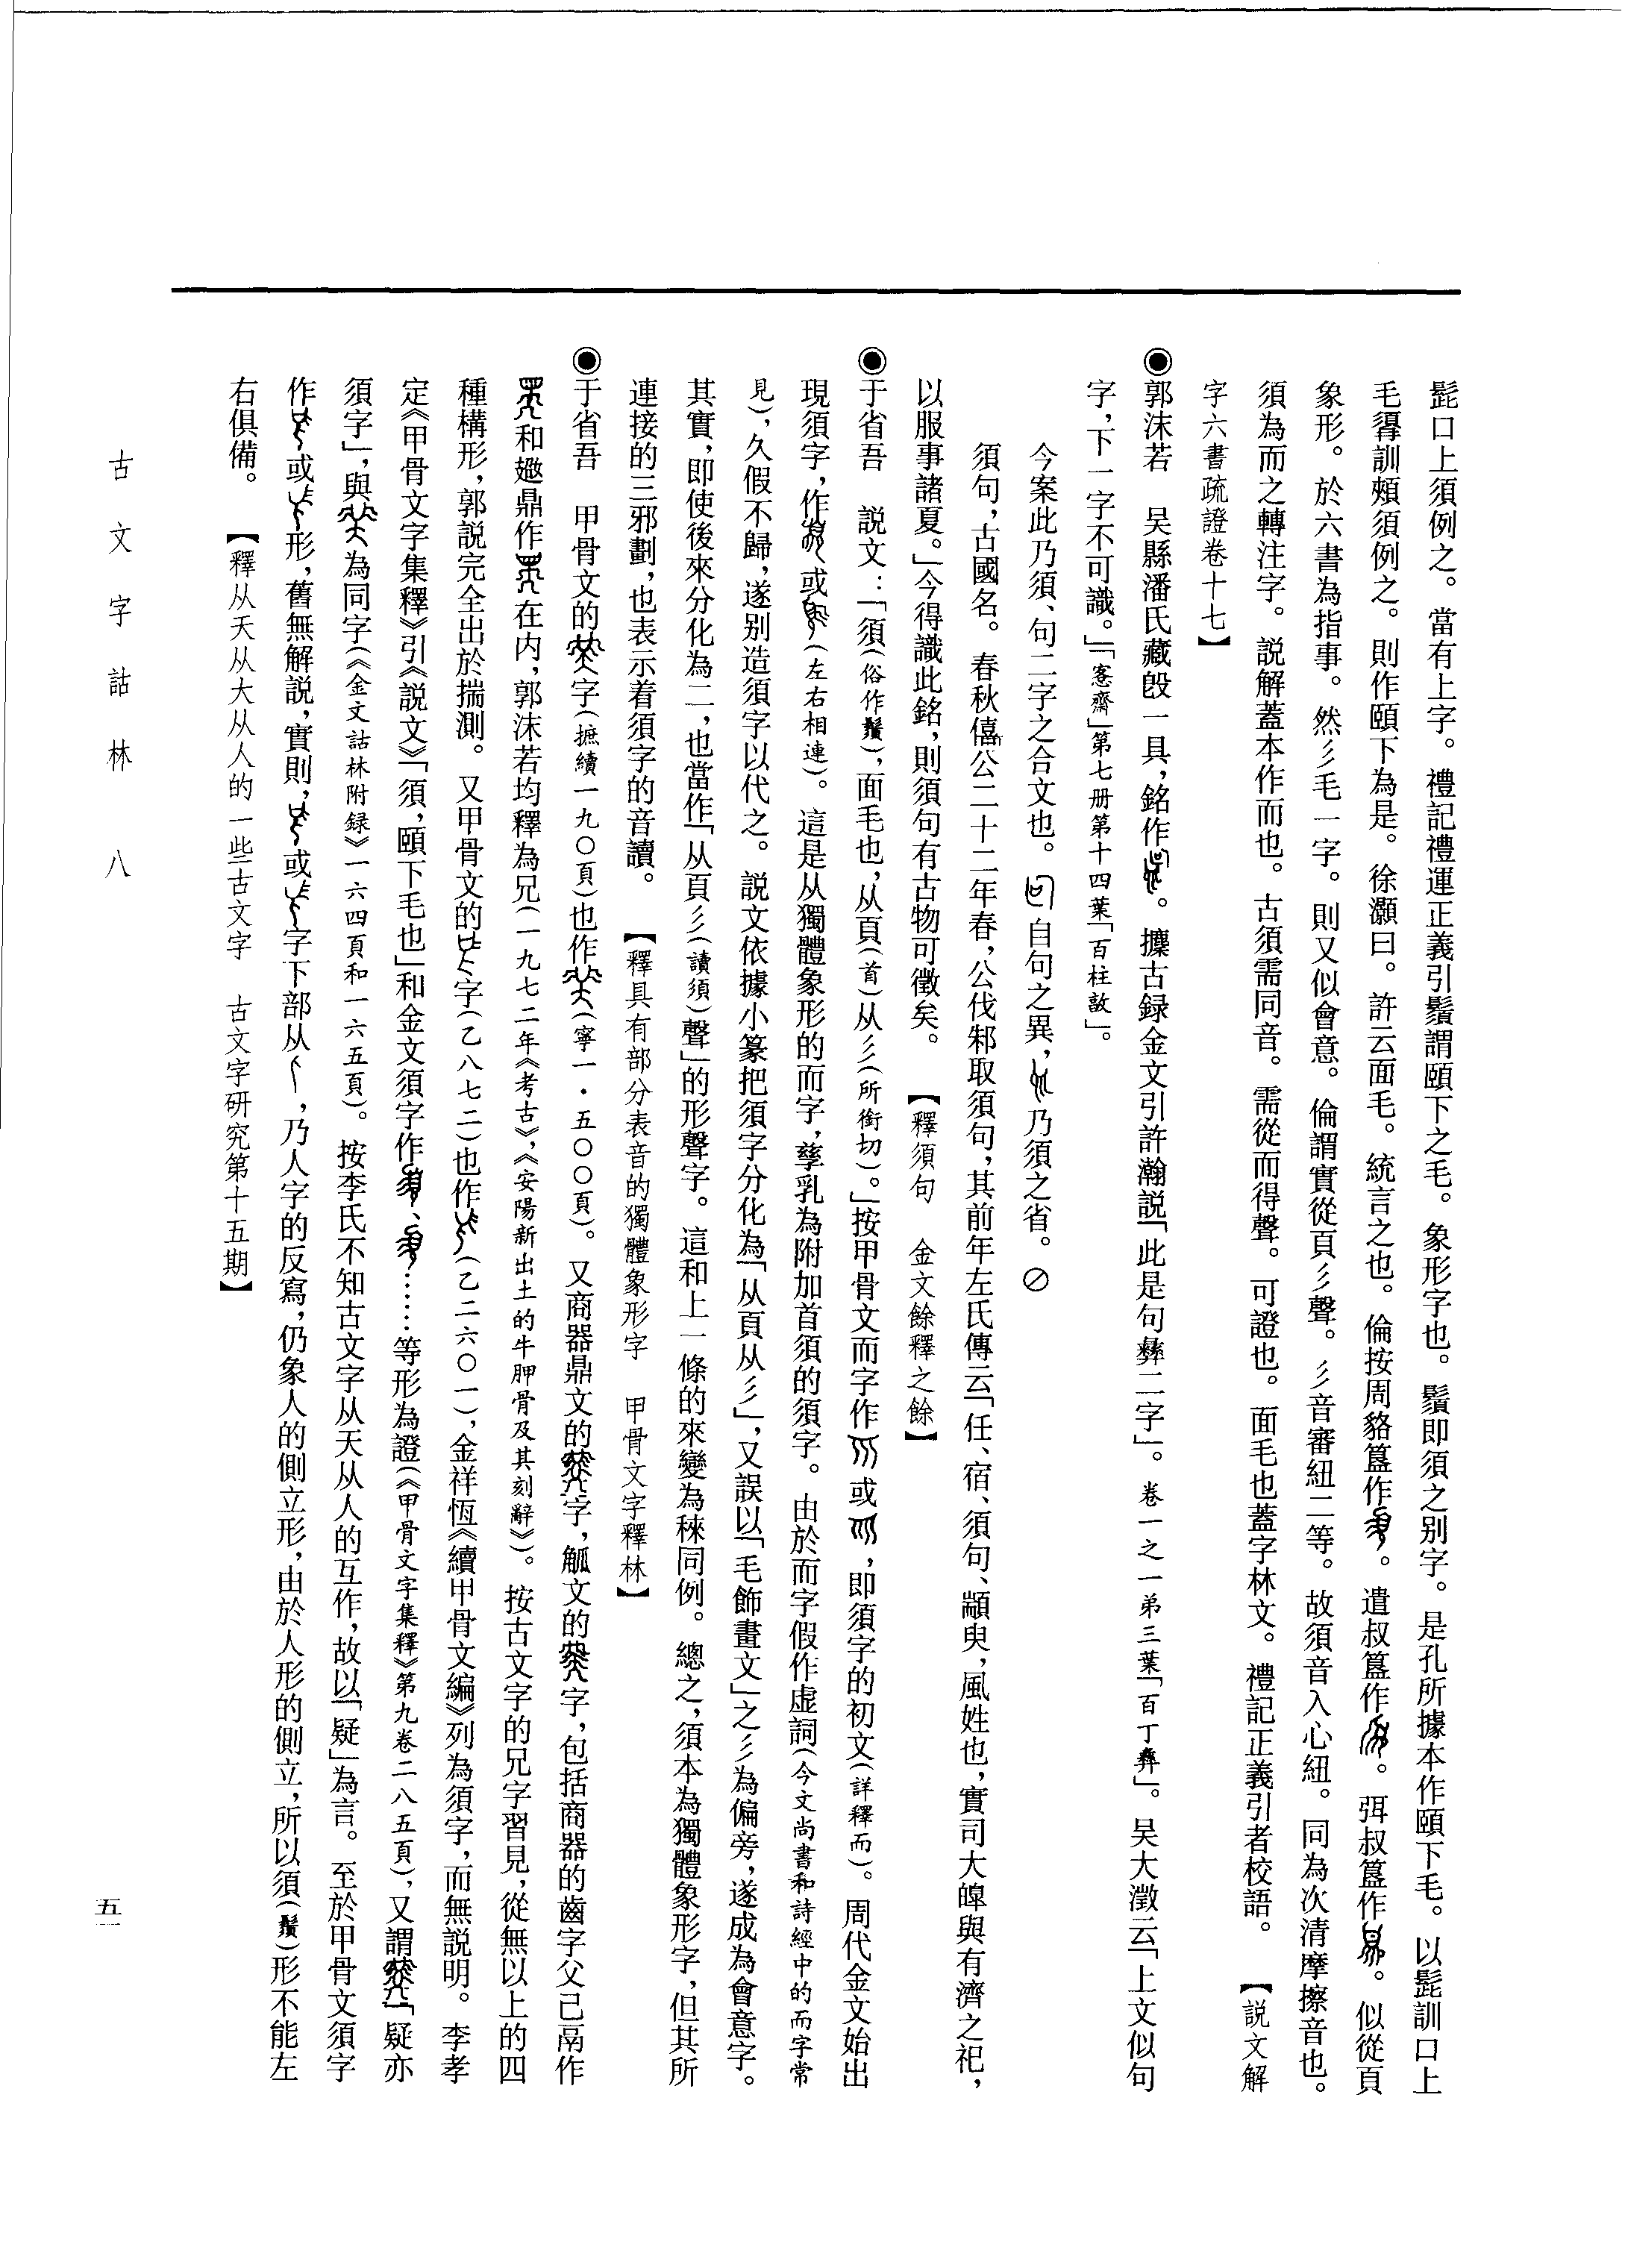 髭口上須例之。當有上字。禮記禮運正義引鬚謂頤下之毛。象形字也。鬚即須之别字。是孔所據本作頤下毛。以髭訓口上
毛䫇訓頰須例之。則作頤下為是。徐灝曰。許云面毛。統言之也。倫按周貉簋作。遣叔簋作。弭叔簋作。似從頁
象形。於六書為指事。然彡毛一字。則又似會意。倫謂實從頁彡聲。彡音審紐二等。故須音入心紐。同為次清摩擦音也。
須為而之轉注字。説解蓋本作而也。古須需同音。需從而得聲。可證也。面毛也蓋字林文。禮記正義引者校語。【説文解
字六書疏證卷十七】
◉郭沫若 吴縣潘氏藏𣪘一具，銘作。攈古録金文引許瀚説「此是句彝二字」。卷一之一弟三葉「百丁彝」。吴大澂云「上文似句
字，下一字不可識。」「愙齋」第七册第十四葉「百柱敦」。
今案此乃須、句二字之合文也。自句之異，乃須之省。⊘
須句，古國名。春秋僖公二十二年春，公伐邾取須句，其前年左氏傳云「任、宿、須句、顓臾，風姓也，實司大皞與有濟之祀，
以服事諸夏。」今得識此銘，則須句有古物可徵矣。【釋須句 金文餘釋之餘】
◉于省吾 説文：「須（俗作鬚），面毛也，从頁（首）从彡（所銜切）。」按甲骨文而字作或，即須字的初文（詳釋而）。周代金文始出
現須字，作或（左右相連）。這是从獨體象形的而字，孳乳為附加首須的須字。由於而字假作虚詞（今文尚書和詩經中的而字常
見），久假不歸，遂别造須字以代之。説文依據小篆把須字分化為「从頁从彡」，又誤以「毛飾畫文」之彡為偏旁，遂成為會意字。
其實，即使後來分化為二，也當作「从頁彡（讀須）聲」的形聲字。這和上一條的來變為秾同例。總之，須本為獨體象形字，但其所
連接的三邪劃，也表示着須字的音讀。【釋具有部分表音的獨體象形字 甲骨文字釋林】
◉于省吾 甲骨文的字（摭續一九〇頁）也作（寧一·五〇〇頁）。又商器鼎文的字，觚文的字，包括商器的齒字父己鬲作
和趩鼎作在内，郭沫若均釋為兄（一九七二年《考古》，《安陽新出土的牛胛骨及其刻辭》）。按古文字的兄字習見，從無以上的四
種構形，郭説完全出於揣測。又甲骨文的字（乙八七二）也作（乙二六〇一），金祥恆《續甲骨文編》列為須字，而無説明。李孝
定《甲骨文字集釋》引《説文》「須，頤下毛也」和金文須字作、……等形為證（《甲骨文字集釋》第九卷二八五頁），又謂「疑亦
須字」，與為同字（《金文詁林附録》一六四頁和一六五頁）。按李氏不知古文字从天从人的互作，故以「疑」為言。至於甲骨文須字
作或形，舊無解説，實則，或字下部从，乃人字的反寫，仍象人的側立形，由於人形的側立，所以須（鬚）形不能左
右俱備。【釋从天从大从人的一些古文字 古文字研究第十五期】
古文字詁林 八
五一